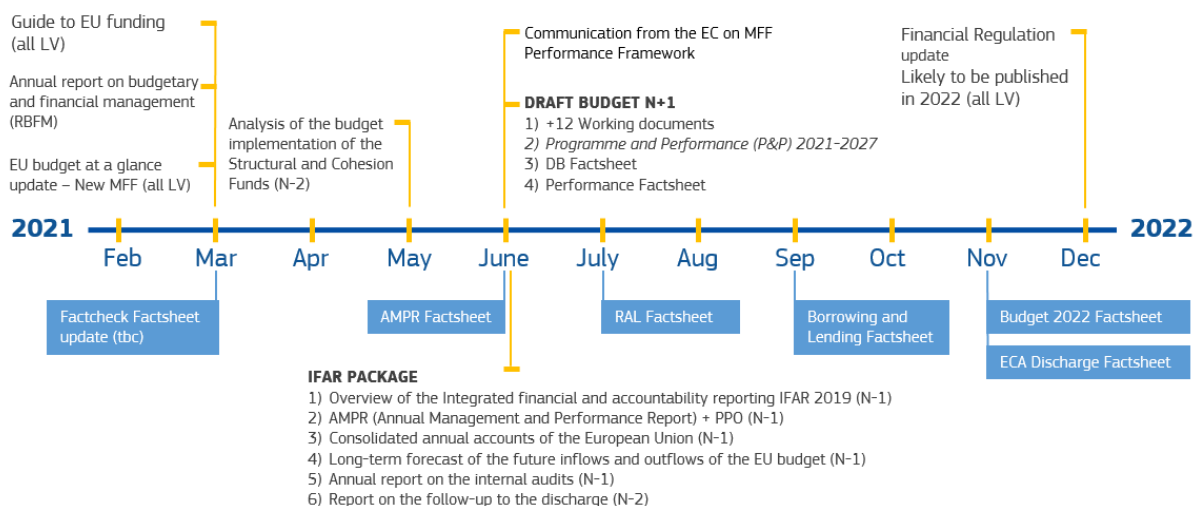 Guide to EU funding
(all LV)
Annual report on budgetary
and financial management
(RBFM)
EU budget at a glance
update – New MFF (all LV)
Analysis of the budget
implementation of the
Structural and Cohesion
Funds (N-2)
Communication from the EC on MFF
Performance Framework
DRAFT BUDGET N+1
1) +12 Working documents
2) Programme and Performance (P&P) 2021-2027
3) DB Factsheet
4) Performance Factsheet
Financial Regulation
update
Likely to be published
in 2022 (all LV)
2021
Feb
Mar
Apr
May
June
July
Aug
Sep
Oct
Nov
Dec
2022
Factcheck Factsheet
update (tbc)
AMPR Factsheet
RAL Factsheet
Borrowing and
Lending Factsheet
Budget 2022 Factsheet
ECA Discharge Factsheet
IFAR PACKAGE
1) Overview of the Integrated financial and accountability reporting IFAR 2019 (N-1)
2) AMPR (Annual Management and Performance Report) + PPO (N-1)
3) Consolidated annual accounts of the European Union (N-1)
4) Long-term forecast of the future inflows and outflows of the EU budget (N-1)
5) Annual report on the internal audits (N-1)
6) Report on the follow-up to the discharge (N-2)